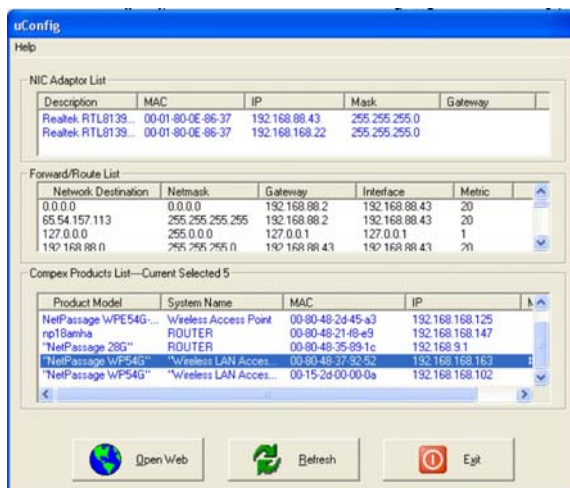 uConfig
Help
NIC Adaptor List
Description MAC IP Mask Gateway
Realtek RTL8139... 00-01-80-0E-86-37 192.168.88.43 255.255.255.0
Realtek RTL8139... 00-01-80-0E-86-37 192.168.168.22 255.255.255.0
Forward/Route List
Network Destination Netmask Gateway Interface Metric
0.0.0.0 0.0.0.0 192.168.88.2 192.168.88.43 20
65.54.157.113 255.255.255.255 192.168.88.2 192.168.88.43 20
127.0.0.0 255.0.0.0 127.0.0.1 127.0.0.1 1
192.168.88.0 255.255.255.0 192.168.88.43 192.168.88.43 20
Compex Products List---Current Selected 5
Product Model System Name MAC IP
NetPassage WPE54G-... Wireless Access Point 00-80-48-2d-45-a3 192.168.168.125
np18amha ROUTER 00-80-48-21-f8-e9 192.168.168.147
"NetPassage 28G" ROUTER 00-80-48-35-89-1c 192.168.9.1
"NetPassage WP54G" "Wireless LAN Acces... 00-80-48-37-92-52 192.168.168.163
"NetPassage WP54G" "Wireless LAN Acces... 00-15-2d-00-00-0a 192.168.168.102
Open Web Refresh Exit